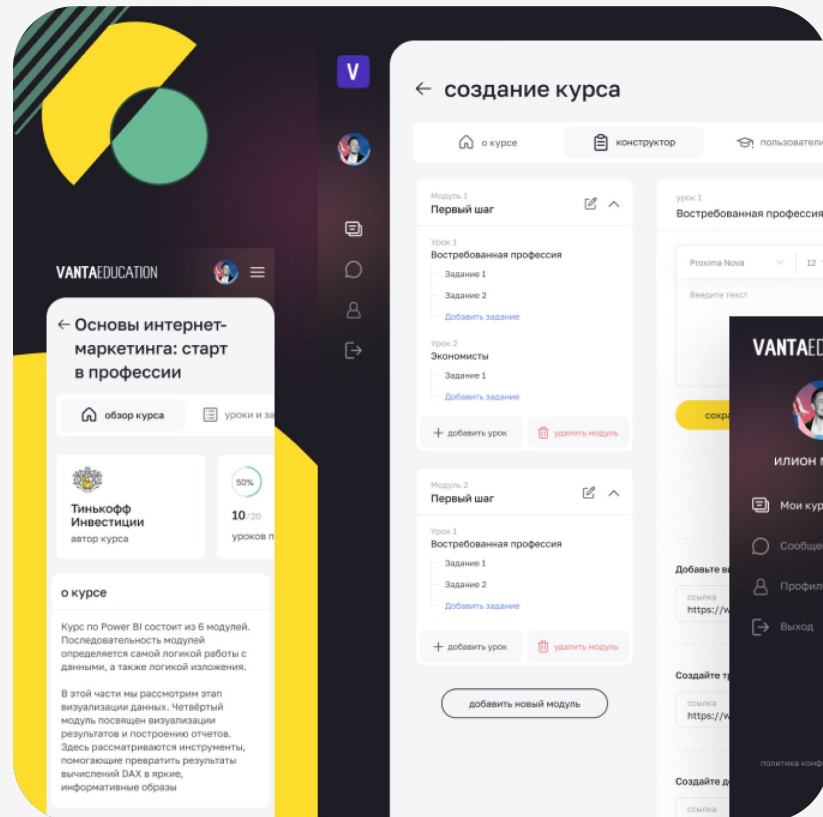 V
← создание курса
о курсе
конструктор
пользователи
Модуль 1
Первый шаг
Урок 1
Востребованная профессия
Задание 1
Задание 2
Добавить задание
Урок 2
Экономисты
Задание 1
Добавить задание
+ добавить урок
удалить модуль
Модуль 2
Первый шаг
Урок 1
Востребованная профессия
Задание 1
Задание 2
Добавить задание
+ добавить урок
удалить модуль
добавить новый модуль
урок 1
Востребованная профессия
Proxima Nova
12
Введите текст
сохра
Добавьте в
ссылка
https://w
Создайте т
ссылка
https://w
Создайте д
ссылка
VANTAEDUCATION
← Основы интернет-
маркетинга: старт
в профессии
обзор курса
уроки и за
Тинькофф
Инвестиции
автор курса
50%
10/20
уроков п
о курсе
Курс по Power BI состоит из 6 модулей.
Последовательность модулей
определяется самой логикой работы с
данными, а также логикой изложения.
В этой части мы рассмотрим этап
визуализации данных. Четвёртый
модуль посвящен визуализации
результатов и построению отчетов.
Здесь рассматриваются инструменты,
помогающие превратить результаты
вычислений DAX в яркие,
информативные образы
VANTAED
илион м
Мои кур
Сообще
Профил
Выход
политика конф